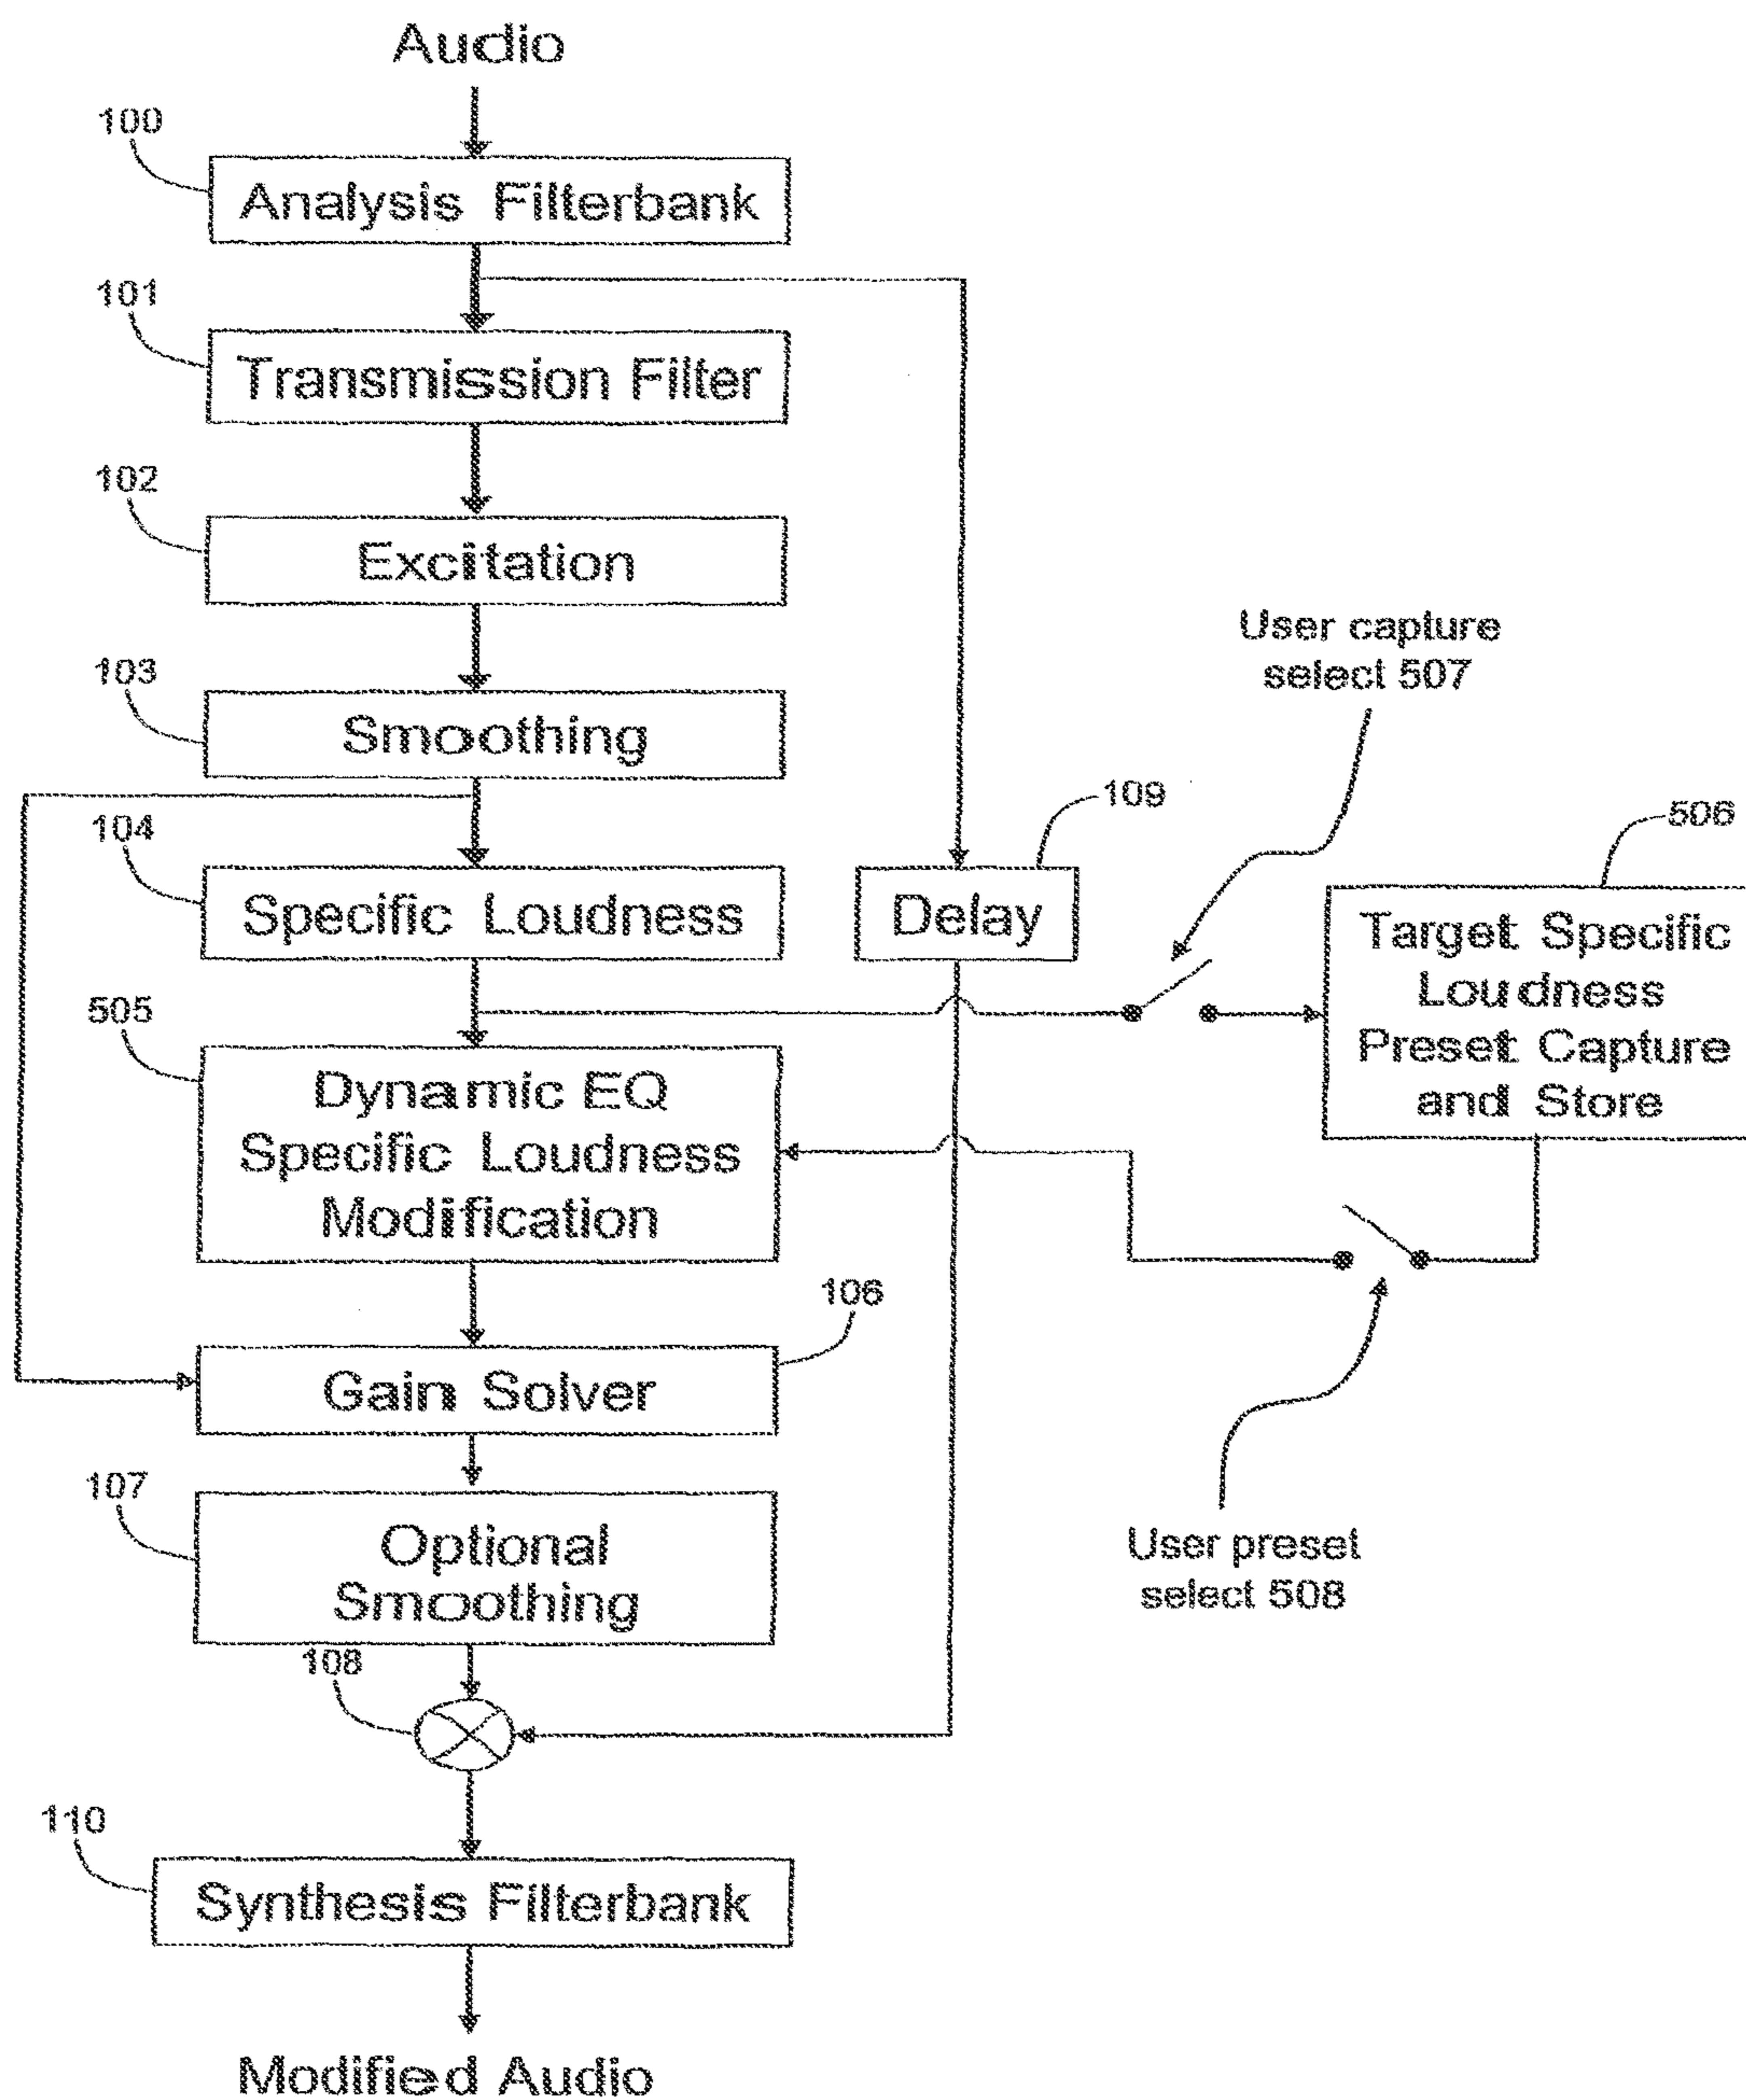 Audio
100
Analysis Filterbank
101
Transmission Filter
102
Excitation
User capture
select 507
103
Smoothing
109
506
104
Specific Loudness
Delay
Target Specific
Loudness
Preset Capture
and Store
505
Dynamic EQ
Specific Loudness
Modification
106
Gain Solver
107
Optional
Smoothing
User preset
select 508
108
110
Synthesis Filterbank
Modified Audio